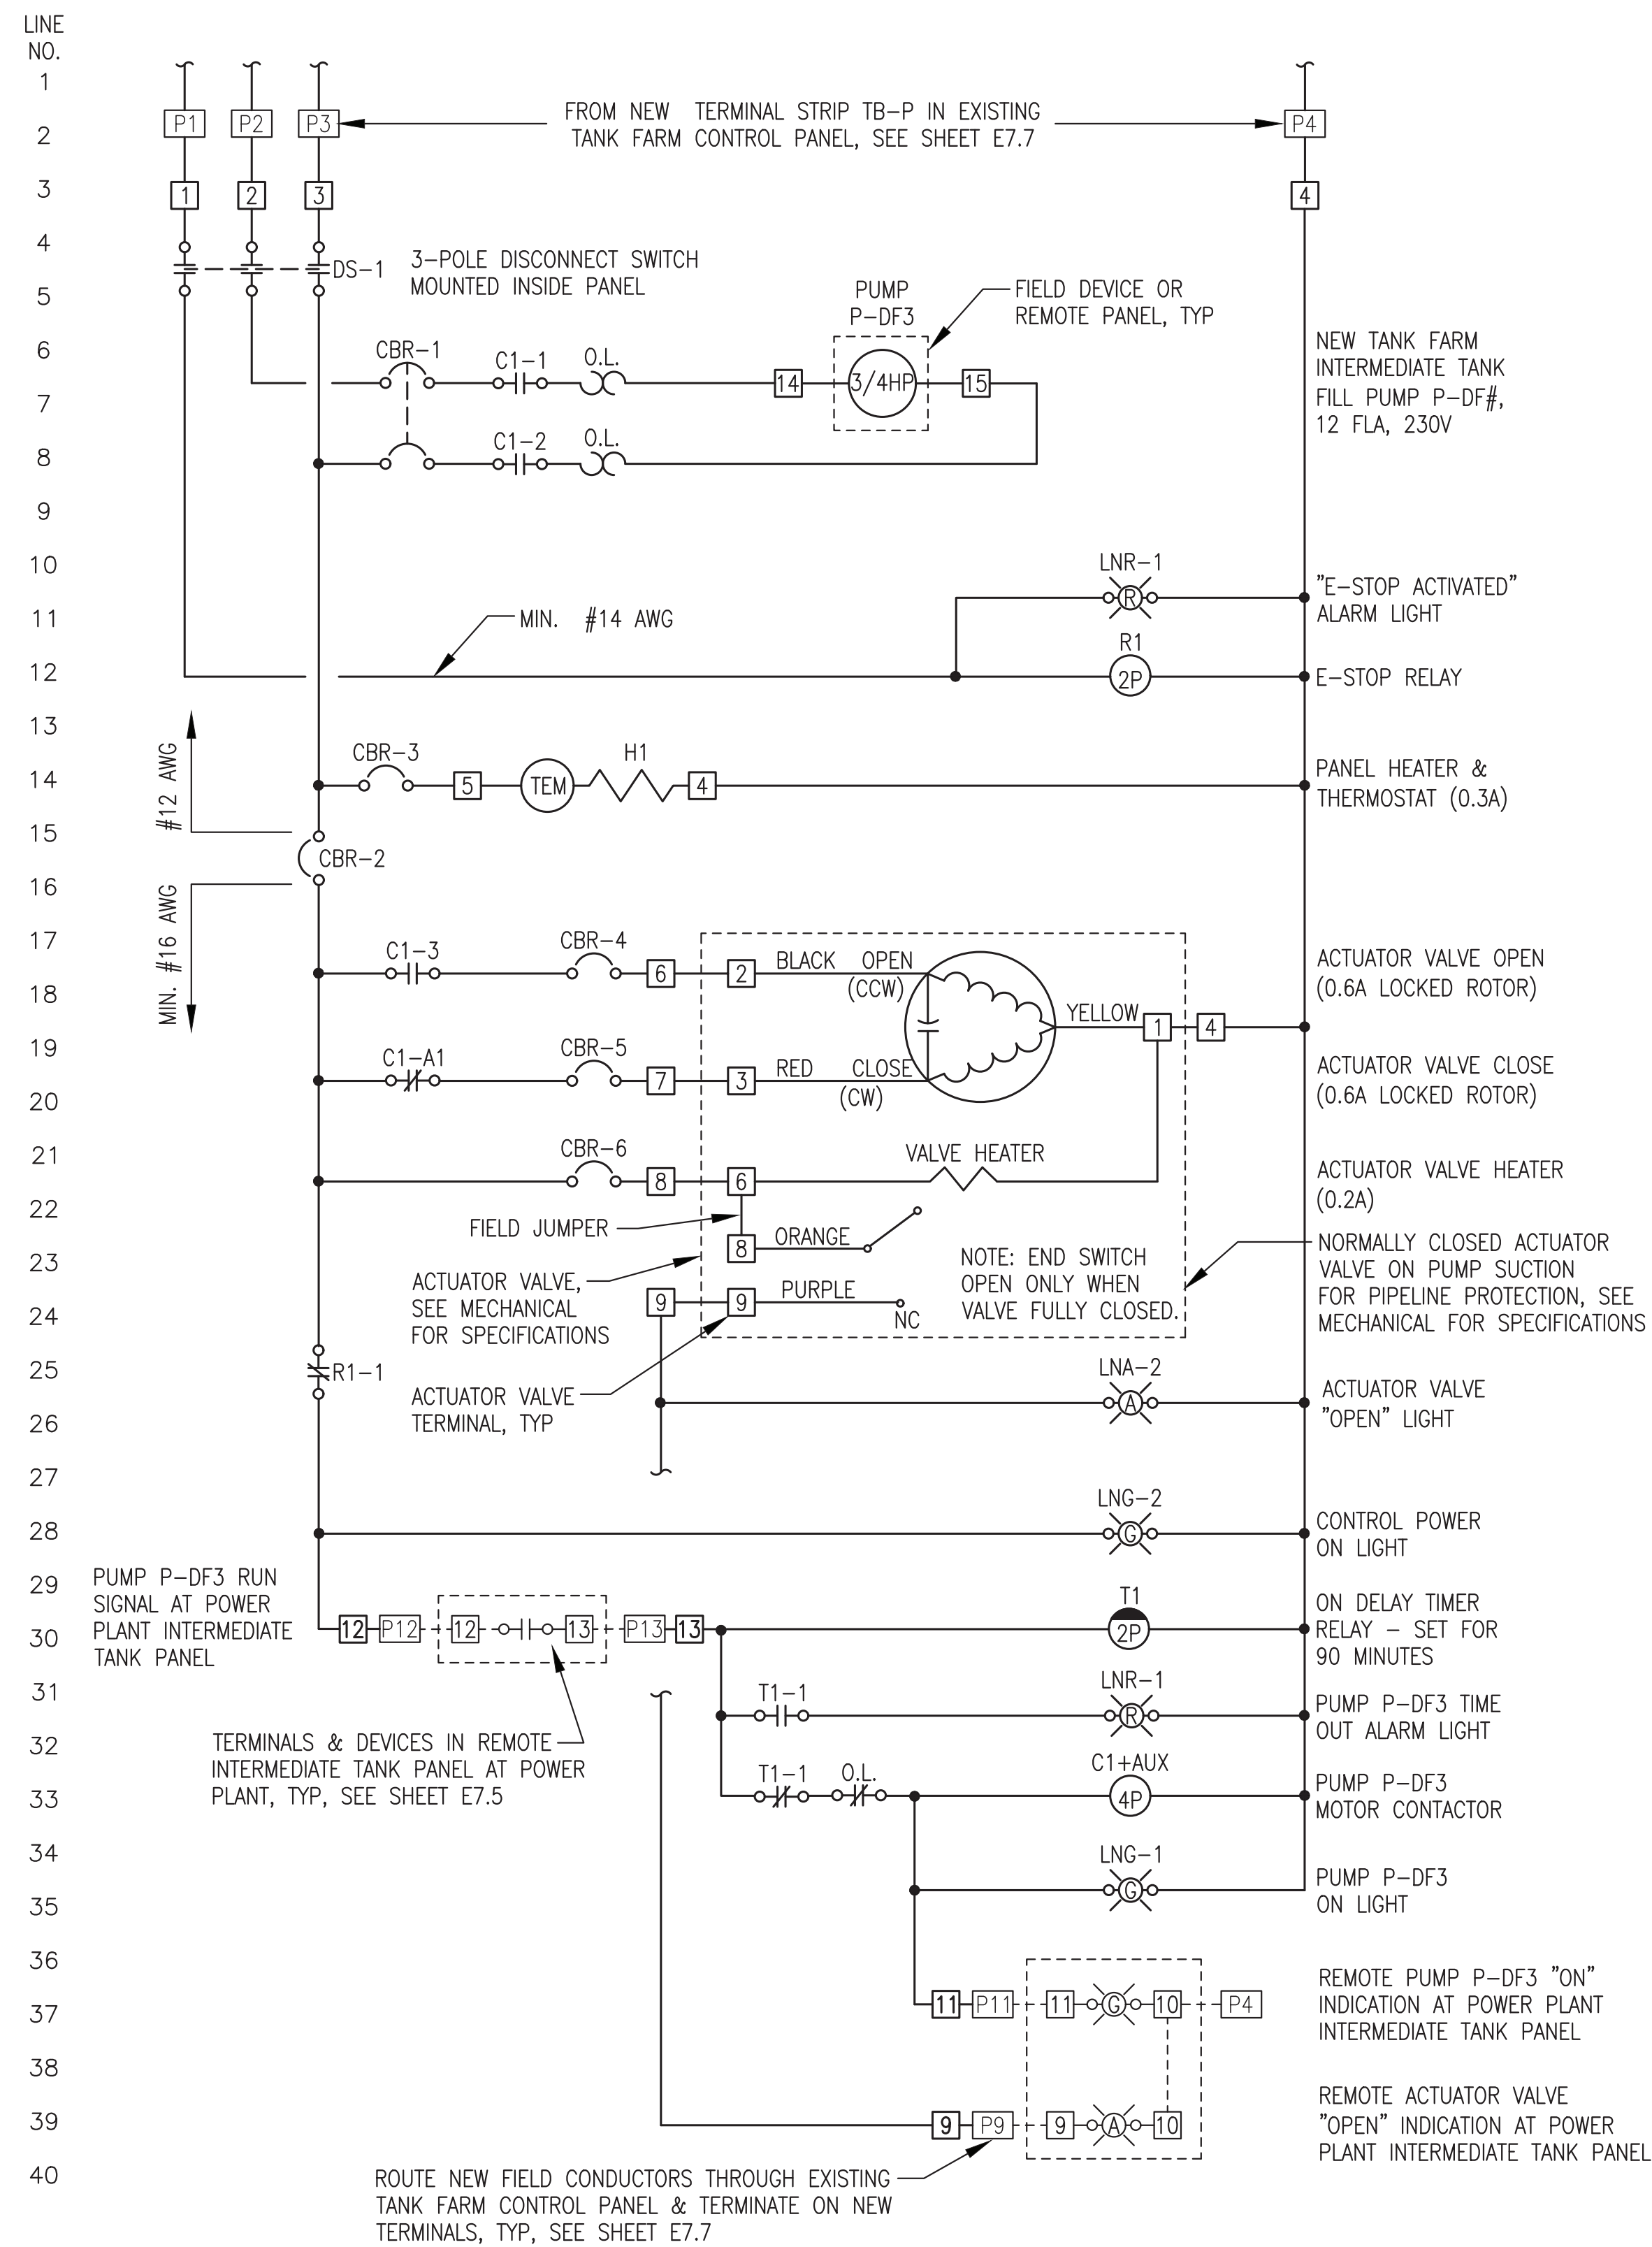 LINE
NO.
1
P1 P2 P3 P4
FROM NEW TERMINAL STRIP TB-P IN EXISTING
2
TANK FARM CONTROL PANEL, SEE SHEET E7.7
3
1 2 3 4
4
DS-1
3-POLE DISCONNECT SWITCH
MOUNTED INSIDE PANEL
5
PUMP
P-DF3
FIELD DEVICE OR
REMOTE PANEL, TYP
6
CBR-1 C1-1 O.L.
14 3/4HP 15
NEW TANK FARM
INTERMEDIATE TANK
FILL PUMP P-DF#,
12 FLA, 230V
7
C1-2 O.L.
8
9
10
LNR-1
R
"E-STOP ACTIVATED"
ALARM LIGHT
11
MIN. #14 AWG
R1
12
2P
E-STOP RELAY
13
#12 AWG
CBR-3 H1
14
5 TEM 4
PANEL HEATER &
THERMOSTAT (0.3A)
15
CBR-2
16
MIN. #16 AWG
17
C1-3 CBR-4
6 2 BLACK OPEN
(CCW)
ACTUATOR VALVE OPEN
(0.6A LOCKED ROTOR)
18
YELLOW 1 4
19
C1-A1 CBR-5
7 3 RED CLOSE
(CW)
ACTUATOR VALVE CLOSE
(0.6A LOCKED ROTOR)
20
21
CBR-6
8 6 VALVE HEATER
ACTUATOR VALVE HEATER
(0.2A)
22
FIELD JUMPER
8 ORANGE
23
NOTE: END SWITCH
OPEN ONLY WHEN
VALVE FULLY CLOSED.
NORMALLY CLOSED ACTUATOR
VALVE ON PUMP SUCTION
FOR PIPELINE PROTECTION, SEE
MECHANICAL FOR SPECIFICATIONS
ACTUATOR VALVE,
SEE MECHANICAL
FOR SPECIFICATIONS
9 9 PURPLE
NC
24
25
R1-1
ACTUATOR VALVE
TERMINAL, TYP
LNA-2
A
ACTUATOR VALVE
"OPEN" LIGHT
26
27
LNG-2
28
G
CONTROL POWER
ON LIGHT
29
PUMP P-DF3 RUN
SIGNAL AT POWER
PLANT INTERMEDIATE
TANK PANEL
30
12 P12 12 13 P13 13
T1
2P
ON DELAY TIMER
RELAY - SET FOR
90 MINUTES
31
T1-1 LNR-1
R
PUMP P-DF3 TIME
OUT ALARM LIGHT
32
TERMINALS & DEVICES IN REMOTE
INTERMEDIATE TANK PANEL AT POWER
PLANT, TYP, SEE SHEET E7.5
T1-1 O.L. C1+AUX
33
4P
PUMP P-DF3
MOTOR CONTACTOR
34
LNG-1
G
PUMP P-DF3
ON LIGHT
35
36
37
11 P11 11 G 10 P4
REMOTE PUMP P-DF3 "ON"
INDICATION AT POWER PLANT
INTERMEDIATE TANK PANEL
38
39
9 P9 9 A 10
REMOTE ACTUATOR VALVE
"OPEN" INDICATION AT POWER
PLANT INTERMEDIATE TANK PANEL
40
ROUTE NEW FIELD CONDUCTORS THROUGH EXISTING
TANK FARM CONTROL PANEL & TERMINATE ON NEW
TERMINALS, TYP, SEE SHEET E7.7